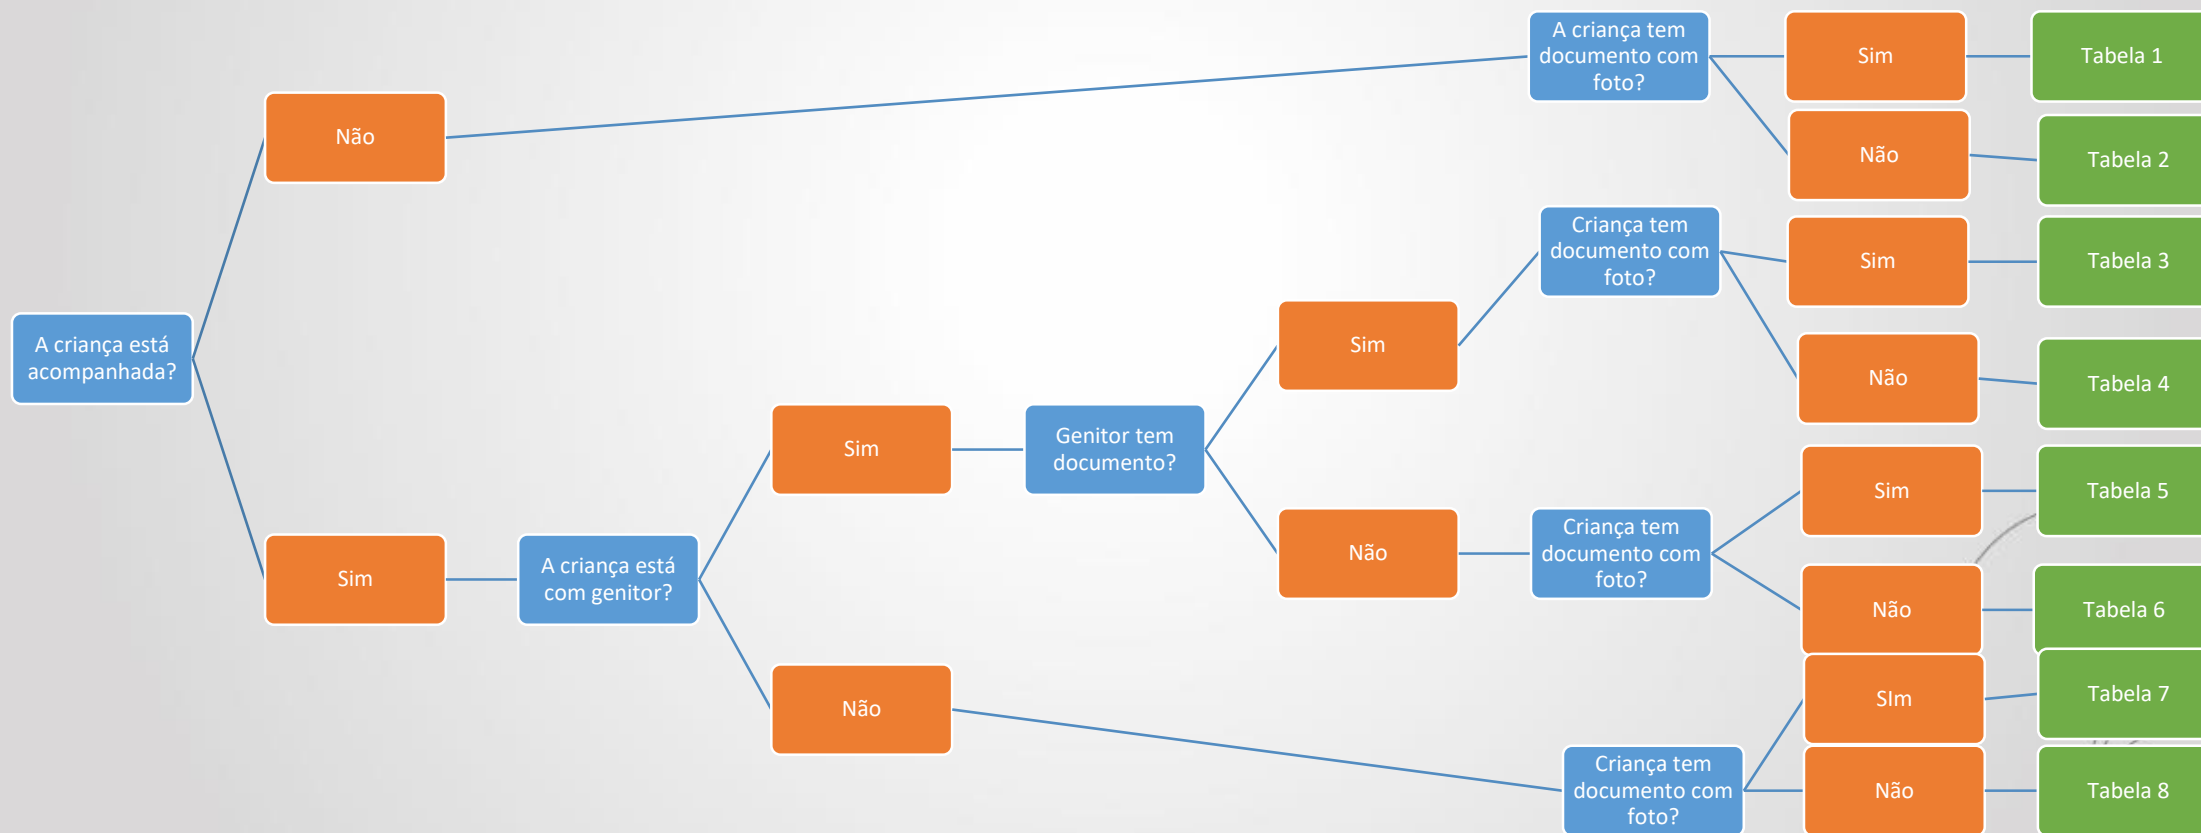 A criança está
acompanhada?
Não
Sim
A criança está
com genitor?
Sim
Não
Genitor tem
documento?
Sim
Não
A criança tem
documento com
foto?
Sim
Tabela 1
Não
Tabela 2
Criança tem
documento com
foto?
Sim
Tabela 3
Não
Tabela 4
Criança tem
documento com
foto?
Sim
Tabela 5
Não
Tabela 6
Criança tem
documento com
foto?
SIm
Tabela 7
Não
Tabela 8